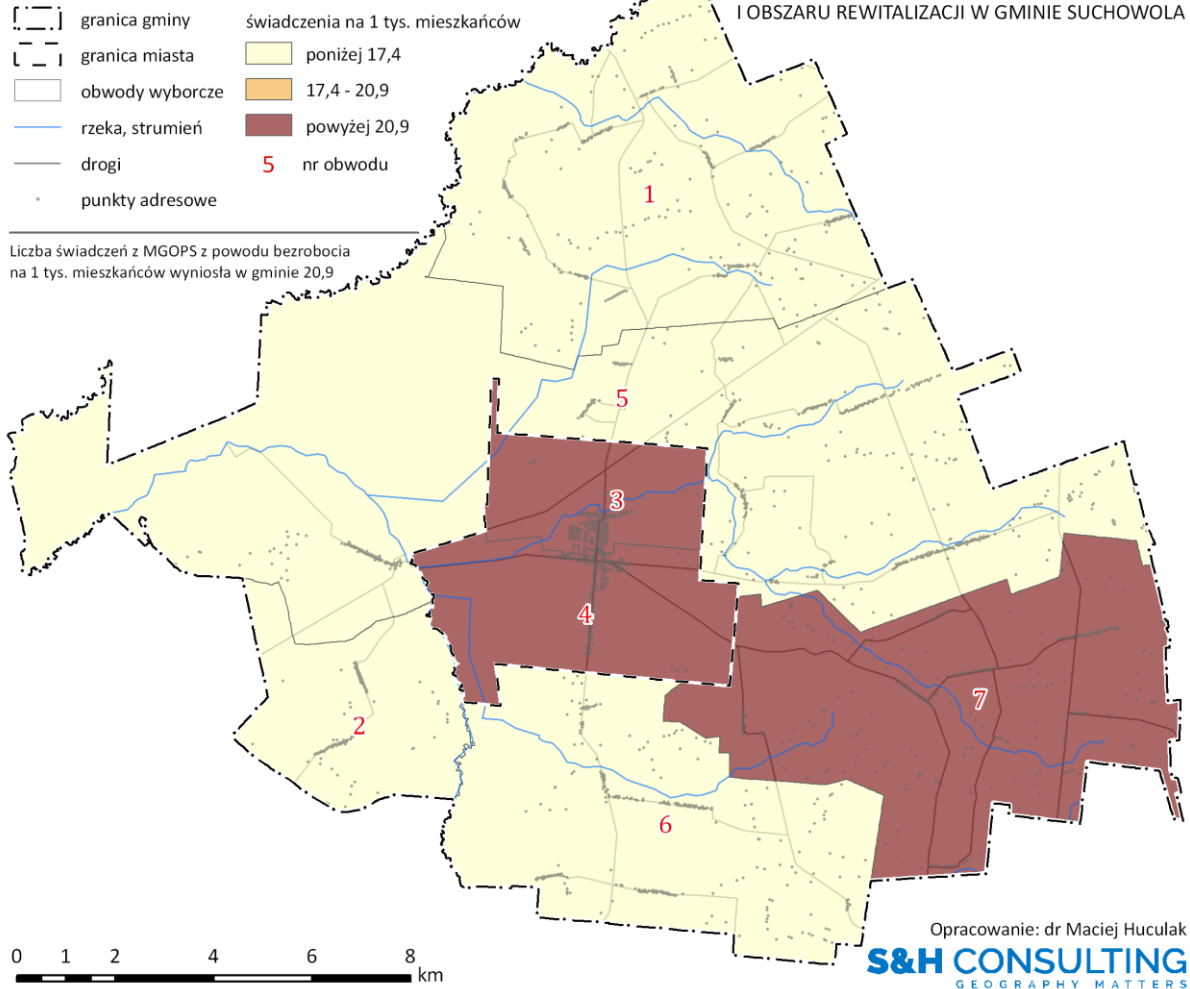 I OBSZARU REWITALIZACJI W GMINIE SUCHOWOLA
granica gminy
granica miasta
obwody wyborcze
rzeka, strumień
drogi
punkty adresowe
świadczenia na 1 tys. mieszkańców
poniżej 17,4
17,4 - 20,9
powyżej 20,9
5 nr obwodu
Liczba świadczeń z MGOPS z powodu bezrobocia
na 1 tys. mieszkańców wyniosła w gminie 20,9
1
5
3
4
7
2
6
0 1 2 4 6 8
km
Opracowanie: dr Maciej Huculak
S&H CONSULTING
GEOGRAPHY MATTERS